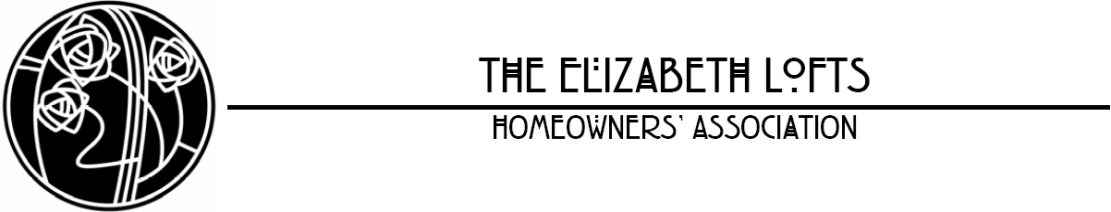 THE ELIZABETH LOFTS
HOMEOWNERS' ASSOCIATION